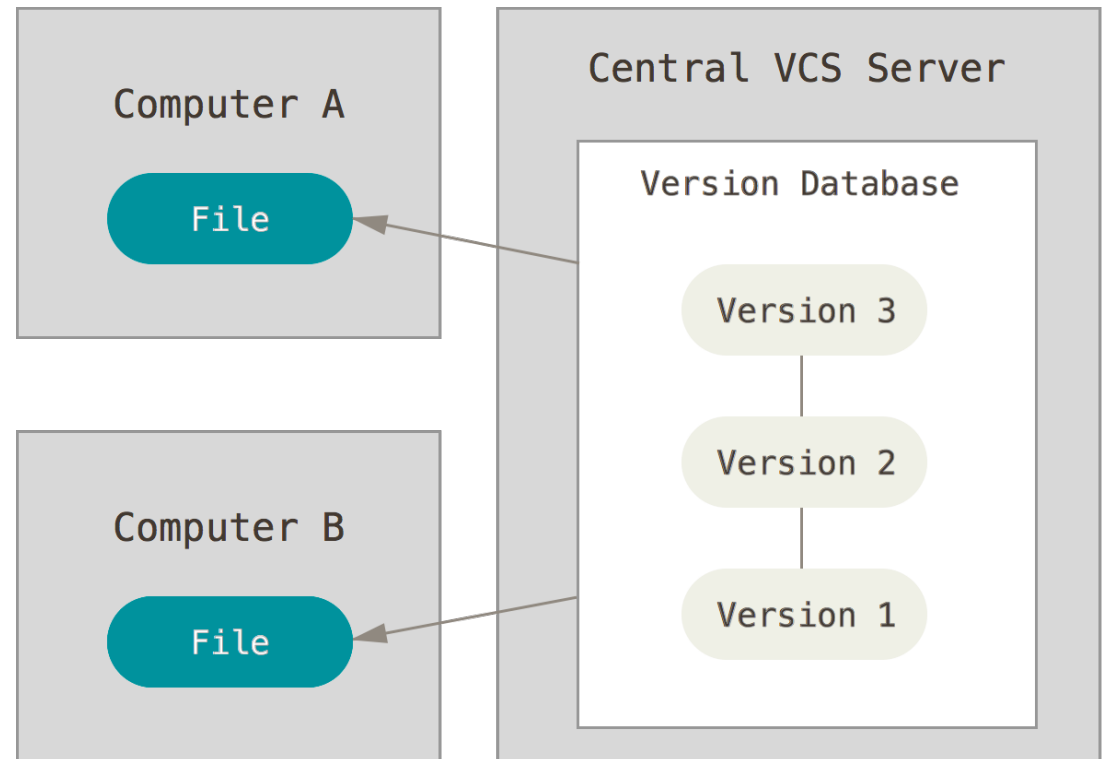 Computer A
File
Computer B
File
Central VCS Server
Version Database
Version 3
Version 2
Version 1